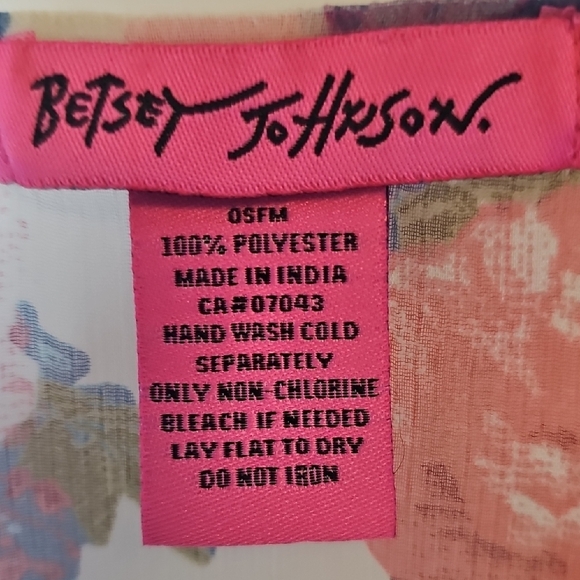 BETSEY JOHNSON.
OSFM
100% POLYESTER
MADE IN INDIA
CA#07043
HAND WASH COLD
SEPARATELY
ONLY NON-CHLORINE
BLEACH IF NEEDED
LAY FLAT TO DRY
DO NOT IRON